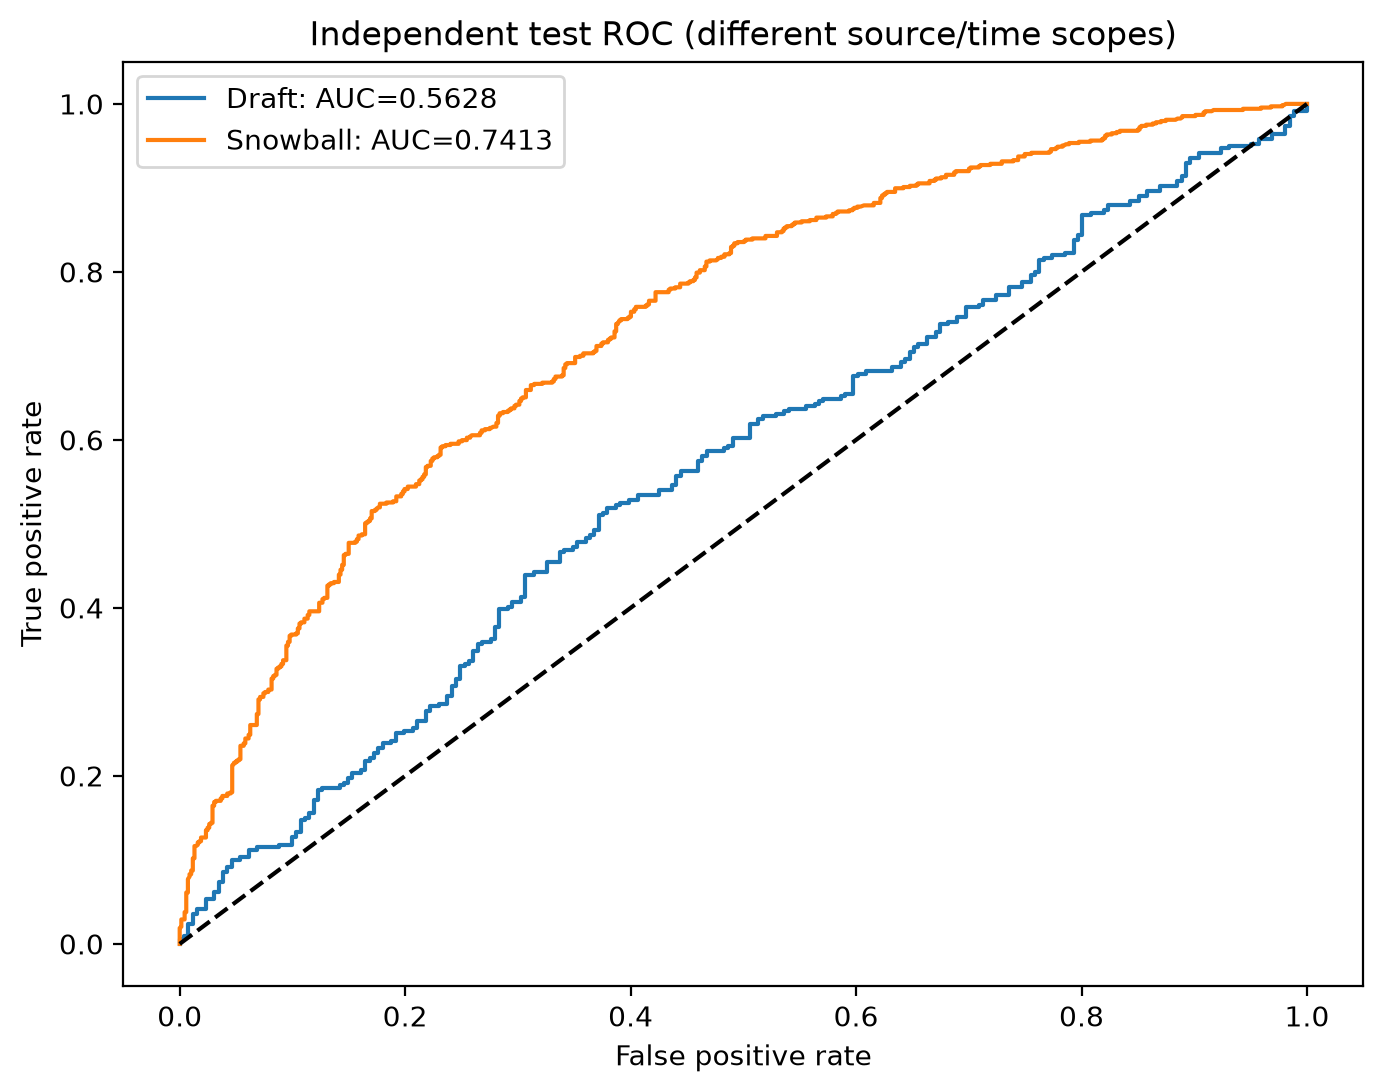 Independent test ROC (different source/time scopes)
Draft: AUC=0.5628
Snowball: AUC=0.7413
True positive rate
1.0
0.8
0.6
0.4
0.2
0.0
0.0 0.2 0.4 0.6 0.8 1.0
False positive rate